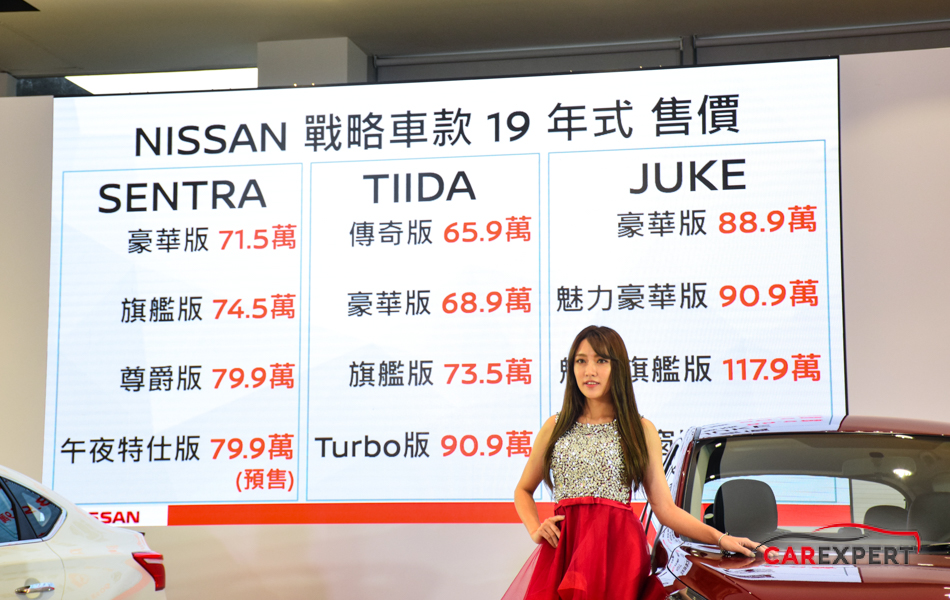 NISSAN 戰略車款 19 年式 售價
SENTRA
豪華版 71.5萬
旗艦版 74.5萬
尊爵版 79.9萬
午夜特仕版 79.9萬
(預售)
TIIDA
傳奇版 65.9萬
豪華版 68.9萬
旗艦版 73.5萬
Turbo版 90.9萬
JUKE
豪華版 88.9萬
魅力豪華版 90.9萬
旗艦版 117.9萬
CAREXPERT